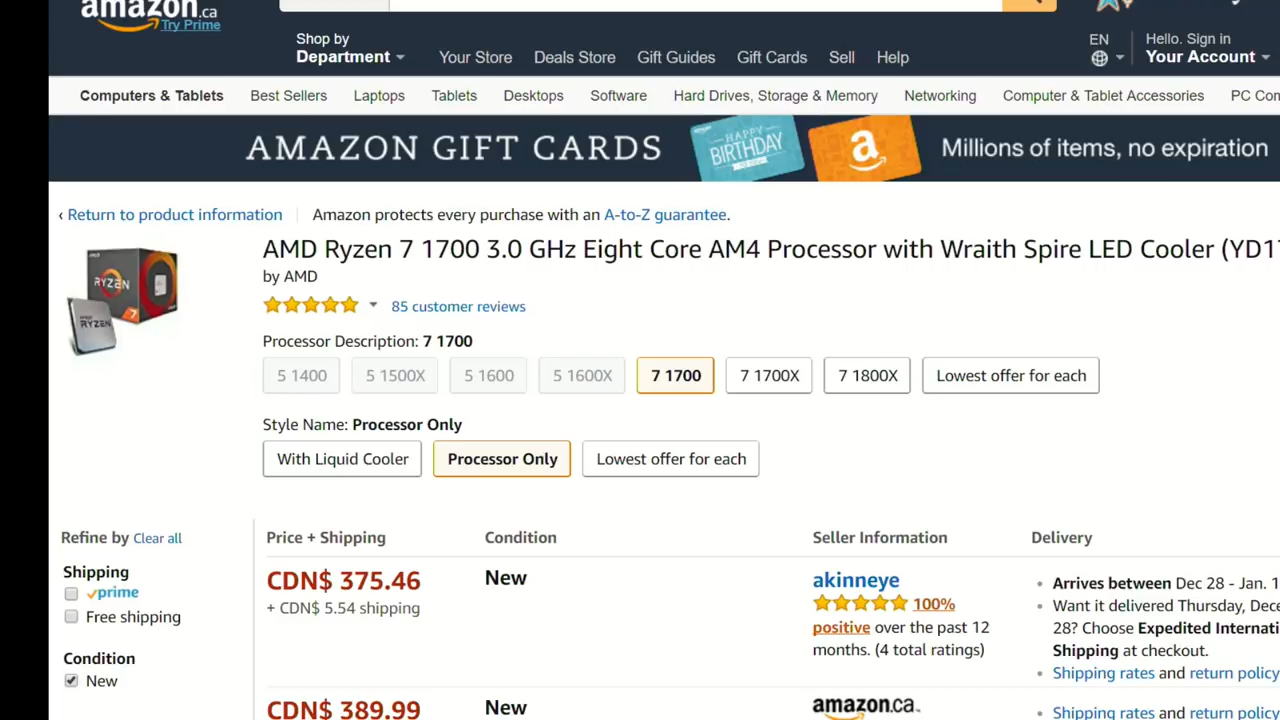 amazon.ca
Try Prime
Shop by
Department
Your Store
Deals Store
Gift Guides
Gift Cards
Sell
Help
EN
Hello. Sign in
Your Account
Computers & Tablets
Best Sellers
Laptops
Tablets
Desktops
Software
Hard Drives, Storage & Memory
Networking
Computer & Tablet Accessories
PC Com
AMAZON GIFT CARDS
HAPPY
BIRTHDAY
a
Millions of items, no expiration
‹ Return to product information
Amazon protects every purchase with an A-to-Z guarantee.
AMD Ryzen 7 1700 3.0 GHz Eight Core AM4 Processor with Wraith Spire LED Cooler (YD17
by AMD
RYZEN
7
RYZEN
85 customer reviews
Processor Description: 7 1700
5 1400
5 1500X
5 1600
5 1600X
7 1700
7 1700X
7 1800X
Lowest offer for each
Style Name: Processor Only
With Liquid Cooler
Processor Only
Lowest offer for each
Refine by Clear all
Shipping
prime
Free shipping
Condition
New
Price + Shipping
Condition
Seller Information
Delivery
CDN$ 375.46
+ CDN$ 5.54 shipping
New
akinneye
100%
positive over the past 12
months. (4 total ratings)
• Arrives between Dec 28 - Jan. 1
• Want it delivered Thursday, Dece
28? Choose Expedited Internati
Shipping at checkout.
• Shipping rates and return policy
CDN$ 389.99
New
amazon.ca
• Shipping rates and return policy